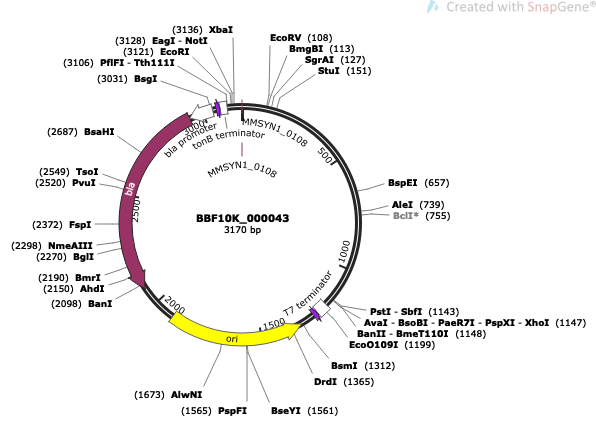 Created with SnapGene®
(3136) XbaI
(3128) EagI - NotI
(3121) EcoRI
(3106) PflFI - Tth111I
(3031) BsgI
EcoRV (108)
BmgBI (113)
SgrAI (127)
StuI (151)
(2687) BsaHI
(2549) TsoI
(2520) PvuI
(2372) FspI
(2298) NmeAIII
(2270) BglI
(2190) BmrI
(2150) AhdI
(2098) BanI
BspEI (657)
AleI (739)
BclI* (755)
PstI - SbfI (1143)
AvaI - BsoBI - PaeR7I - PspXI - XhoI (1147)
BanII - BmeT110I (1148)
EcoO109I (1199)
BsmI (1312)
DrdI (1365)
(1673) AlwNI
(1565) PspFI
BseYI (1561)
MMSYN1_0108
3000
bla promoter
tonB terminator
MMSYN1_0108
500
1000
T7 terminator
1500
ori
2000
2500
bla
BBF10K_000043
3170 bp